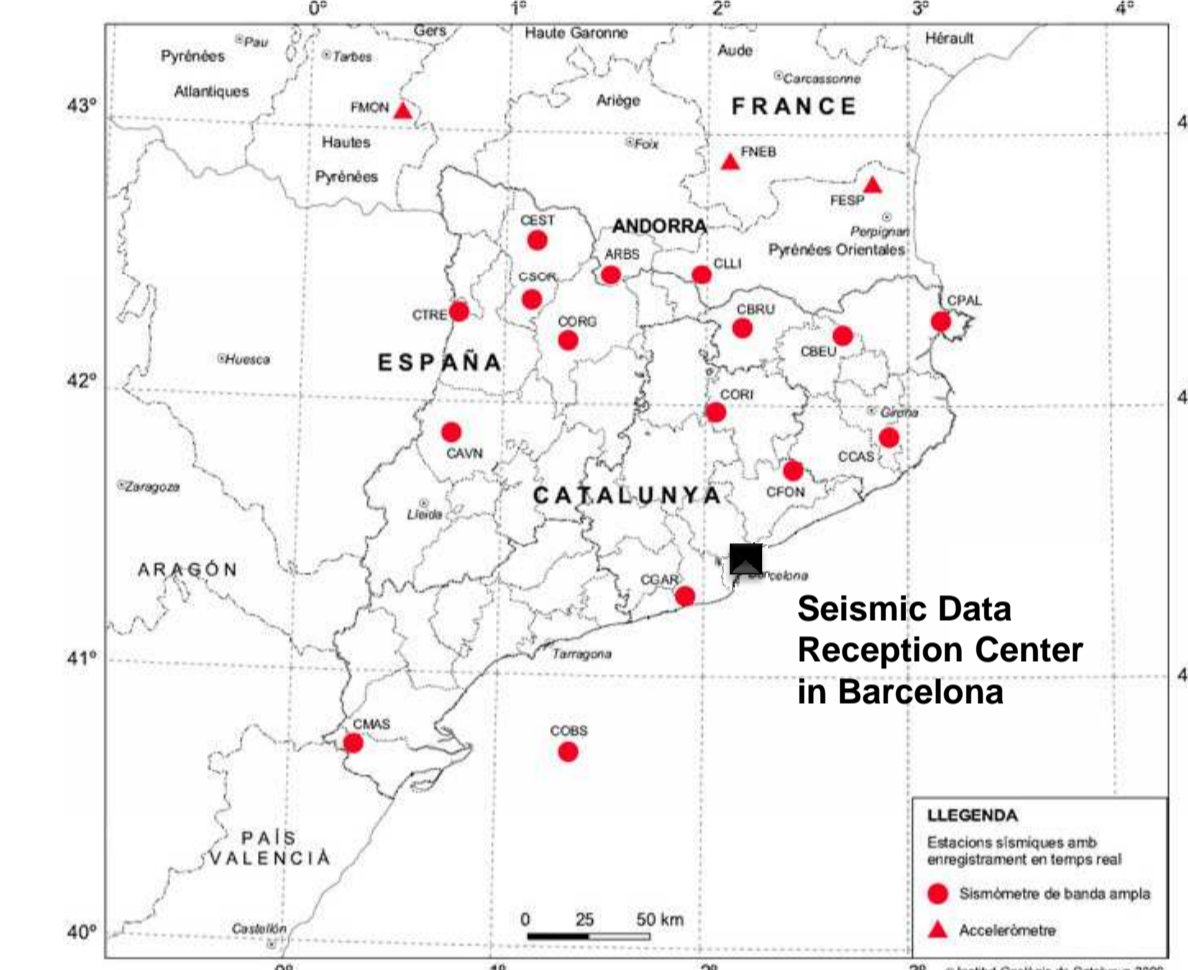 0° 1° 2° 3° 4°
Gers
Haute Garonne
Hérault
Pau
Pyrénées
Tarbes
Aude
Carcassonne
Atlantiques
Ariège
43°
FMON
FRANCE
4
Hautes
Foix
FNEB
Pyrénées
FESP
CEST
ANDORRA
Perpignan
Pyrénées Orientales
ARBS
CLLI
CSOR
CPAL
CTRE
CORG
CBRU
CBEU
Huesca
ESPAÑA
42°
CORI
4
Girona
CAVN
CCAS
Zaragoza
CATALUNYA
CFON
Lleida
ARAGÓN
CGAR
Barcelona
Seismic Data
Reception Center
in Barcelona
41°
Tarragona
4
CMAS
COBS
LLEGENDA
Estacions sísmiques amb
enregistrament en temps real
PAÍS
VALENCIÀ
Sismòmetre de banda ampla
0 25 50 km
Acceleròmetre
Castellón
40°